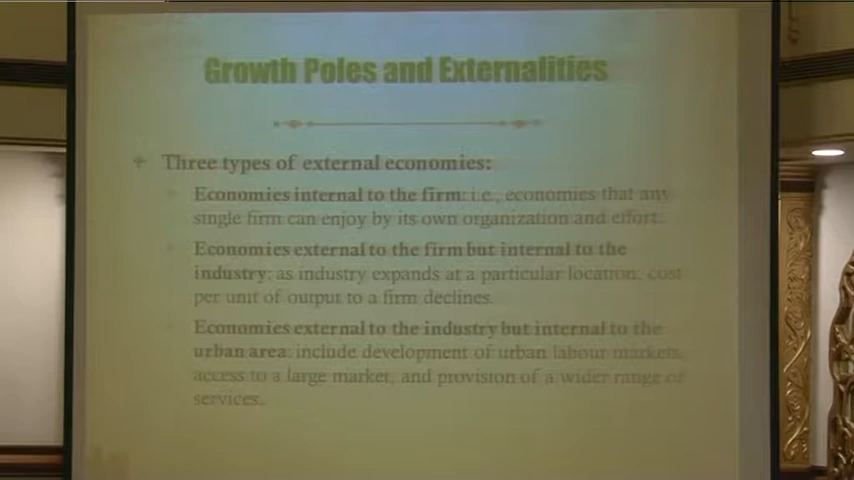 Growth Poles and Externalities
Three types of external economies:
Economies internal to the firm: i.e., economies that any
single firm can enjoy by its own organization and effort.
Economies external to the firm but internal to the
industry: as industry expands at a particular location, cost
per unit of output to a firm declines.
Economies external to the industry but internal to the
urban area: include development of urban labour markets,
access to a large market, and provision of a wider range of
services.